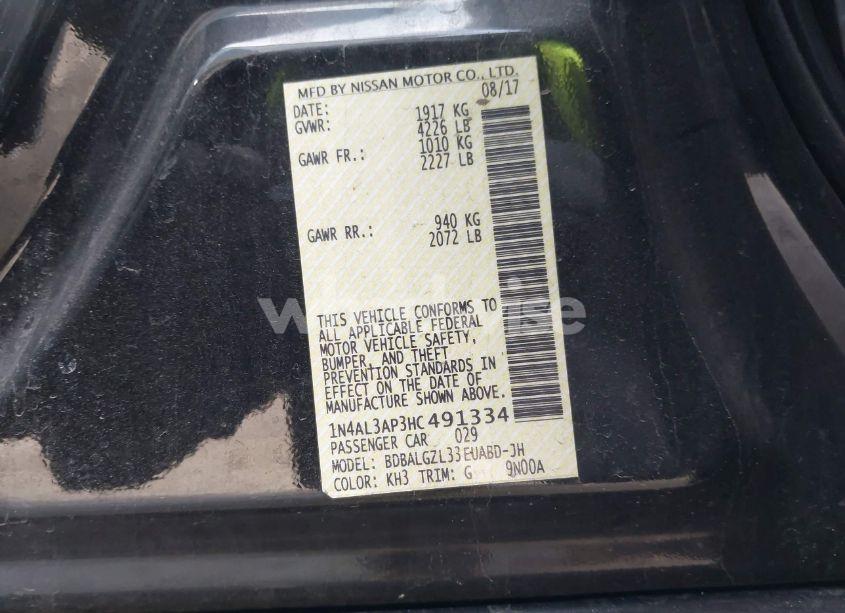 MFD BY NISSAN MOTOR CO., LTD.
DATE: 08/17
GVWR: 1917 KG
4226 LB
GAWR FR.: 1010 KG
2227 LB
GAWR RR.: 940 KG
2072 LB
THIS VEHICLE CONFORMS TO
ALL APPLICABLE FEDERAL
MOTOR VEHICLE SAFETY,
BUMPER, AND THEFT
PREVENTION STANDARDS IN
EFFECT ON THE DATE OF
MANUFACTURE SHOWN ABOVE.
1N4AL3AP3HC491334
PASSENGER CAR 029
MODEL: BDBALGZL33EUABD-JH
COLOR: KH3 TRIM: G 9N00A